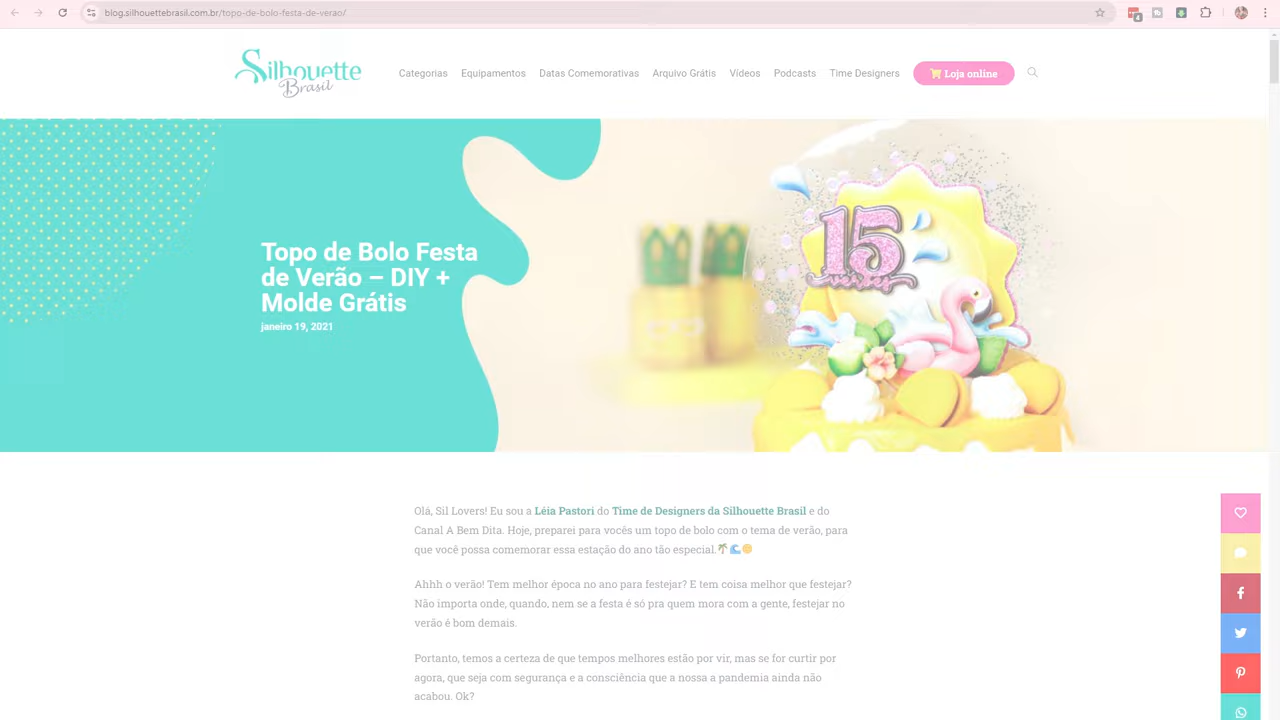 blog.silhouettebrasil.com.br/topo-de-bolo-festa-de-verao/
4
Silhouette
Brasil
Categorias Equipamentos Datas Comemorativas Arquivo Grátis Vídeos Podcasts Time Designers Loja online
15
Topo de Bolo Festa
de Verão – DIY +
Molde Grátis
janeiro 19, 2021
Olá, Sil Lovers! Eu sou a Léia Pastori do Time de Designers da Silhouette Brasil e do
Canal A Bem Dita. Hoje, preparei para vocês um topo de bolo com o tema de verão, para
que você possa comemorar essa estação do ano tão especial.🌴🌊🌞
Ahhh o verão! Tem melhor época no ano para festejar? E tem coisa melhor que festejar?
Não importa onde, quando, nem se a festa é só pra quem mora com a gente, festejar no
verão é bom demais.
Portanto, temos a certeza de que tempos melhores estão por vir, mas se for curtir por
agora, que seja com segurança e a consciência que a nossa a pandemia ainda não
acabou. Ok?